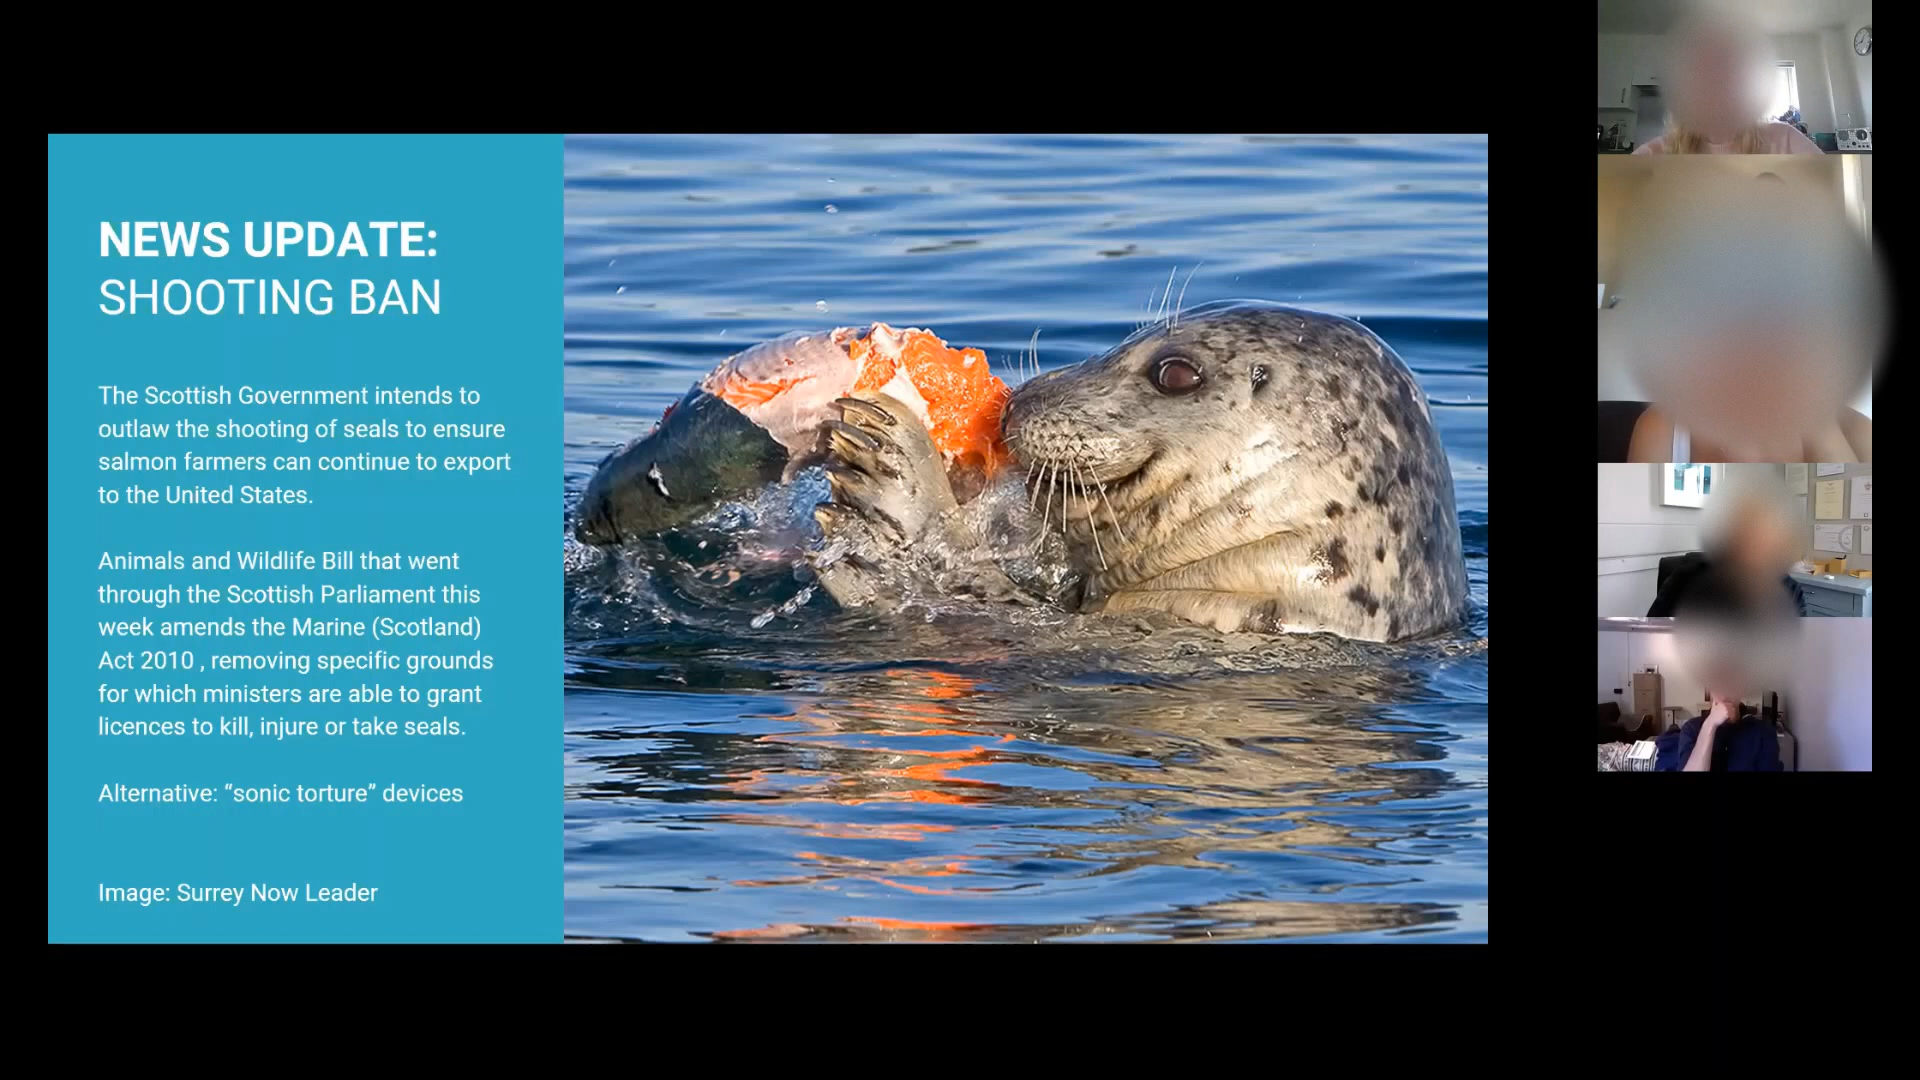 NEWS UPDATE:
SHOOTING BAN
The Scottish Government intends to
outlaw the shooting of seals to ensure
salmon farmers can continue to export
to the United States.
Animals and Wildlife Bill that went
through the Scottish Parliament this
week amends the Marine (Scotland)
Act 2010 , removing specific grounds
for which ministers are able to grant
licences to kill, injure or take seals.
Alternative: “sonic torture” devices
Image: Surrey Now Leader